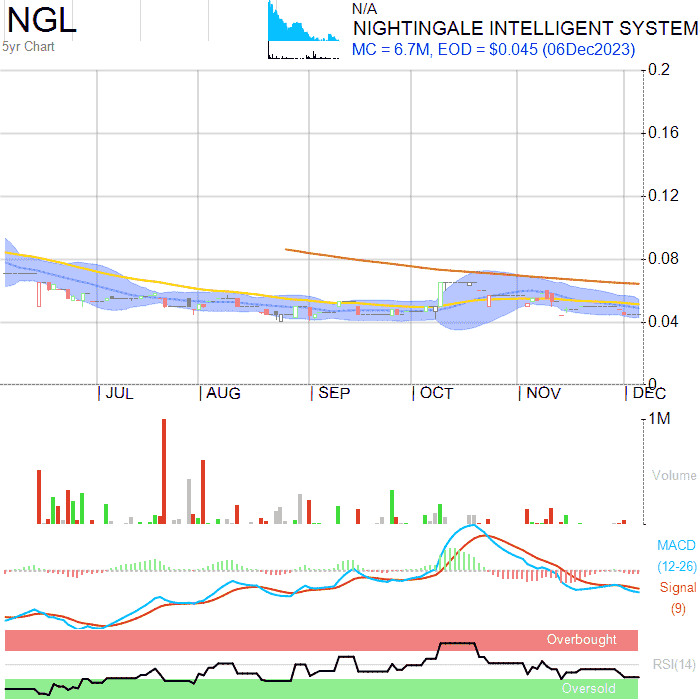 NGL
5yr Chart
N/A
NIGHTINGALE INTELLIGENT SYSTEM
MC = 6.7M, EOD = $0.045 (06Dec2023)
0.2
0.16
0.12
0.08
0.04
0
JUL AUG SEP OCT NOV DEC
1M
Volume
MACD
(12-26)
Signal
(9)
Overbought
RSI(14)
Oversold